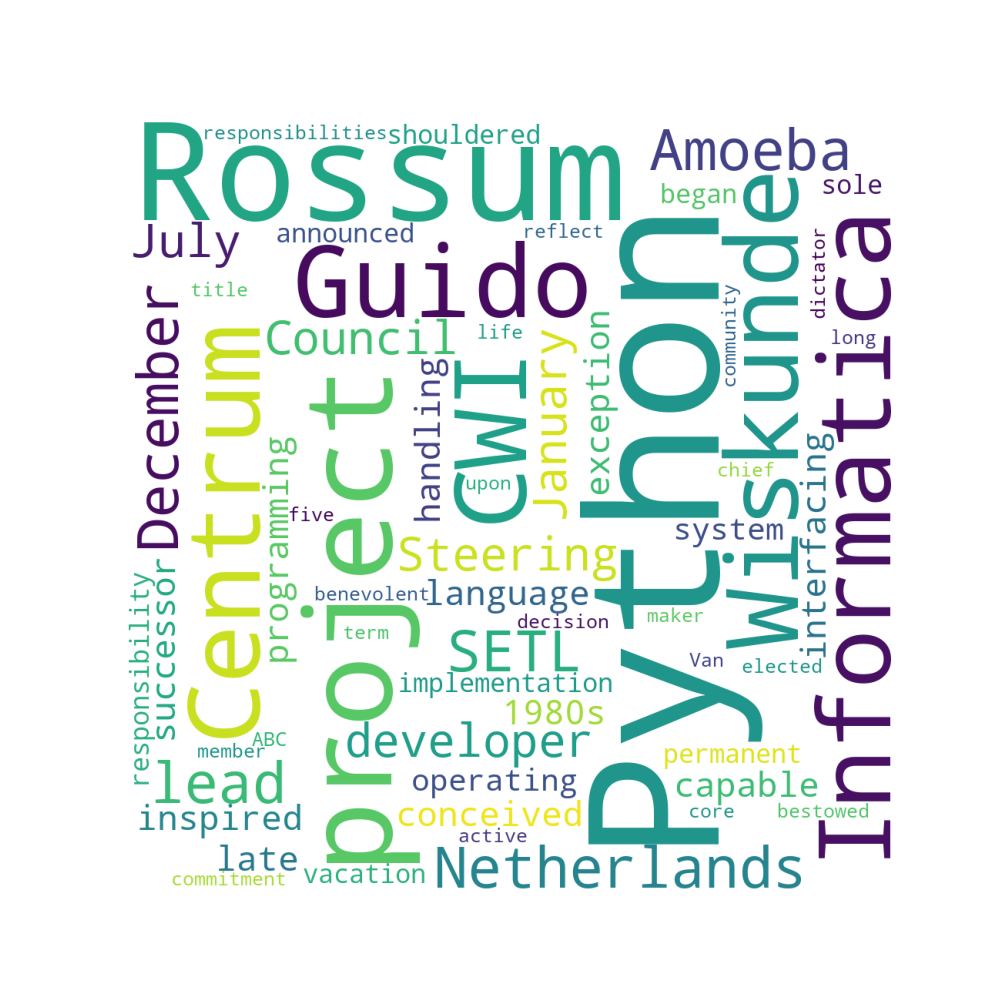 responsibilities
shouldered
Rossum
Amoeba
began
sole
July
announced
reflect
Guido
title
December
Centrum
Council
life
project
CWI
January
exception
handling
Python
community
Wiskunde
dictator
long
Informatica
programming
upon
chief
five
system
interfacing
Steering
benevolent
language
decision
maker
term
successor
responsibility
SETL
Van
elected
implementation
1980s
ABC
member
developer
permanent
lead
operating
capable
inspired
conceived
core
bestowed
active
late
Netherlands
commitment
vacation